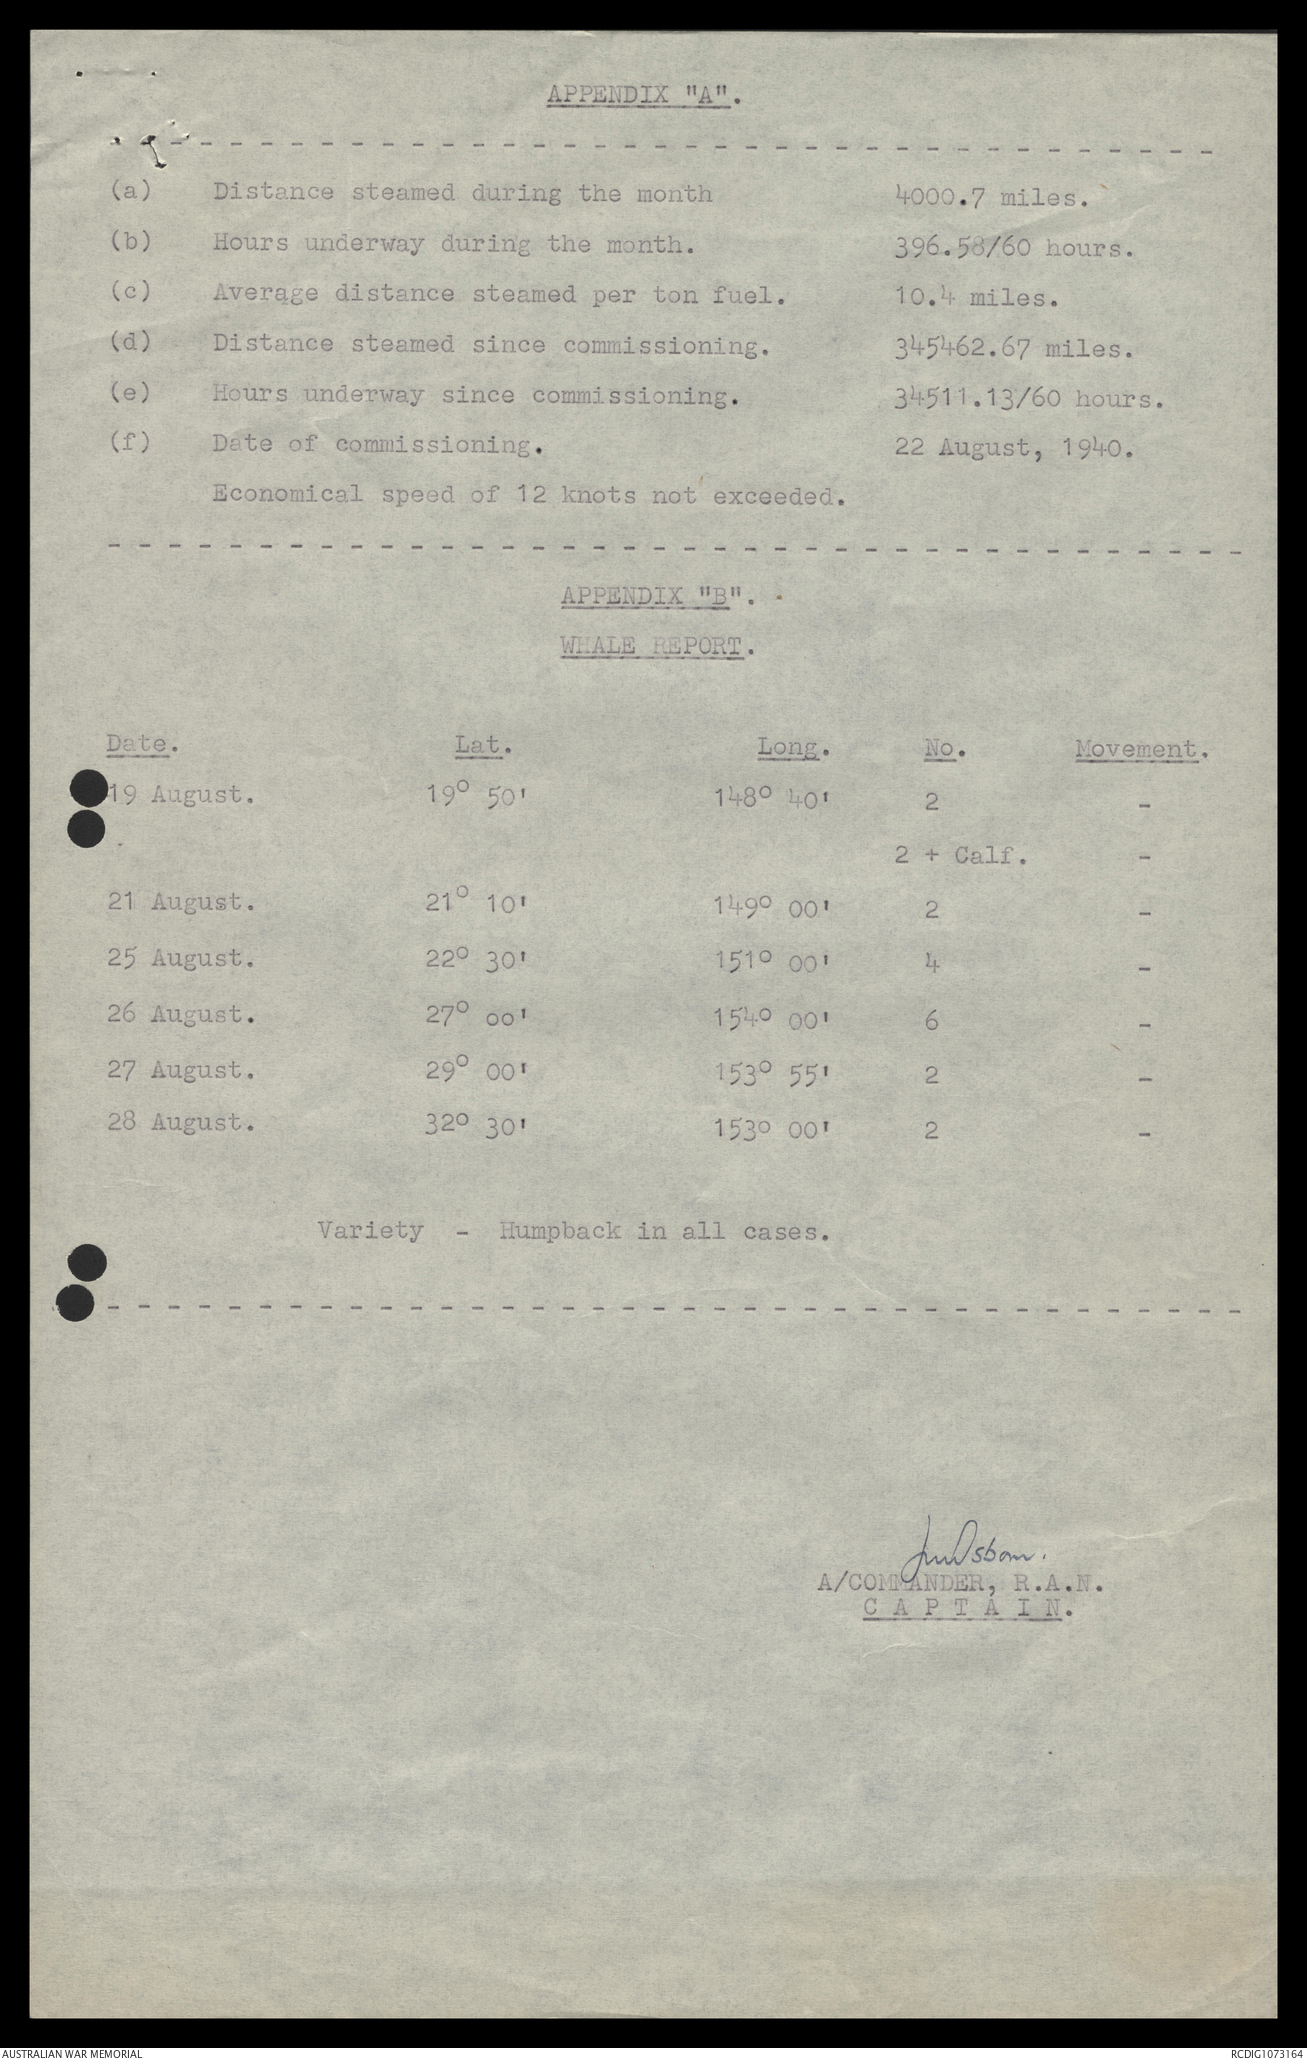 APPENDIX "A".
(a) Distance steamed during the month 4000.7 miles.
(b) Hours underway during the month. 396.58/60 hours.
(c) Average distance steamed per ton fuel. 10.4 miles.
(d) Distance steamed since commissioning. 345462.67 miles.
(e) Hours underway since commissioning. 34511.13/60 hours.
(f) Date of commissioning. 22 August, 1940.
Economical speed of 12 knots not exceeded.
APPENDIX "B".
WHALE REPORT.
Date. Lat. Long. No. Movement.
19 August. 19° 50' 148° 40' 2 -
2 + Calf. -
21 August. 21° 10' 149° 00' 2 -
25 August. 22° 30' 151° 00' 4 -
26 August. 27° 00' 154° 00' 6 -
27 August. 29° 00' 153° 55' 2 -
28 August. 32° 30' 153° 00' 2 -
Variety - Humpback in all cases.
A/COMMANDER, R.A.N.
C A P T A I N.
AUSTRALIAN WAR MEMORIAL RCDIG1073164